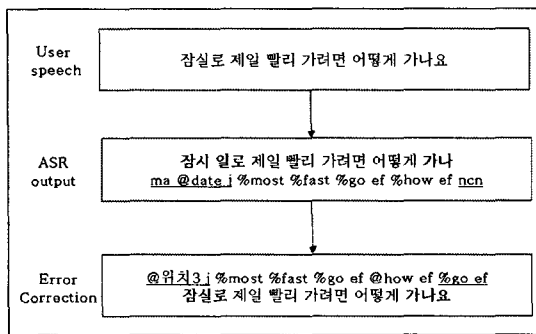 User
speech
잠실로 제일 빨리 가려면 어떻게 가나요
ASR
output
잠시 일로 제일 빨리 가려면 어떻게 가나
ma @date j %most %fast %go ef %how ef ncn
Error
Correction
@위치3 j %most %fast %go ef @how ef %go ef
잠실로 제일 빨리 가려면 어떻게 가나요